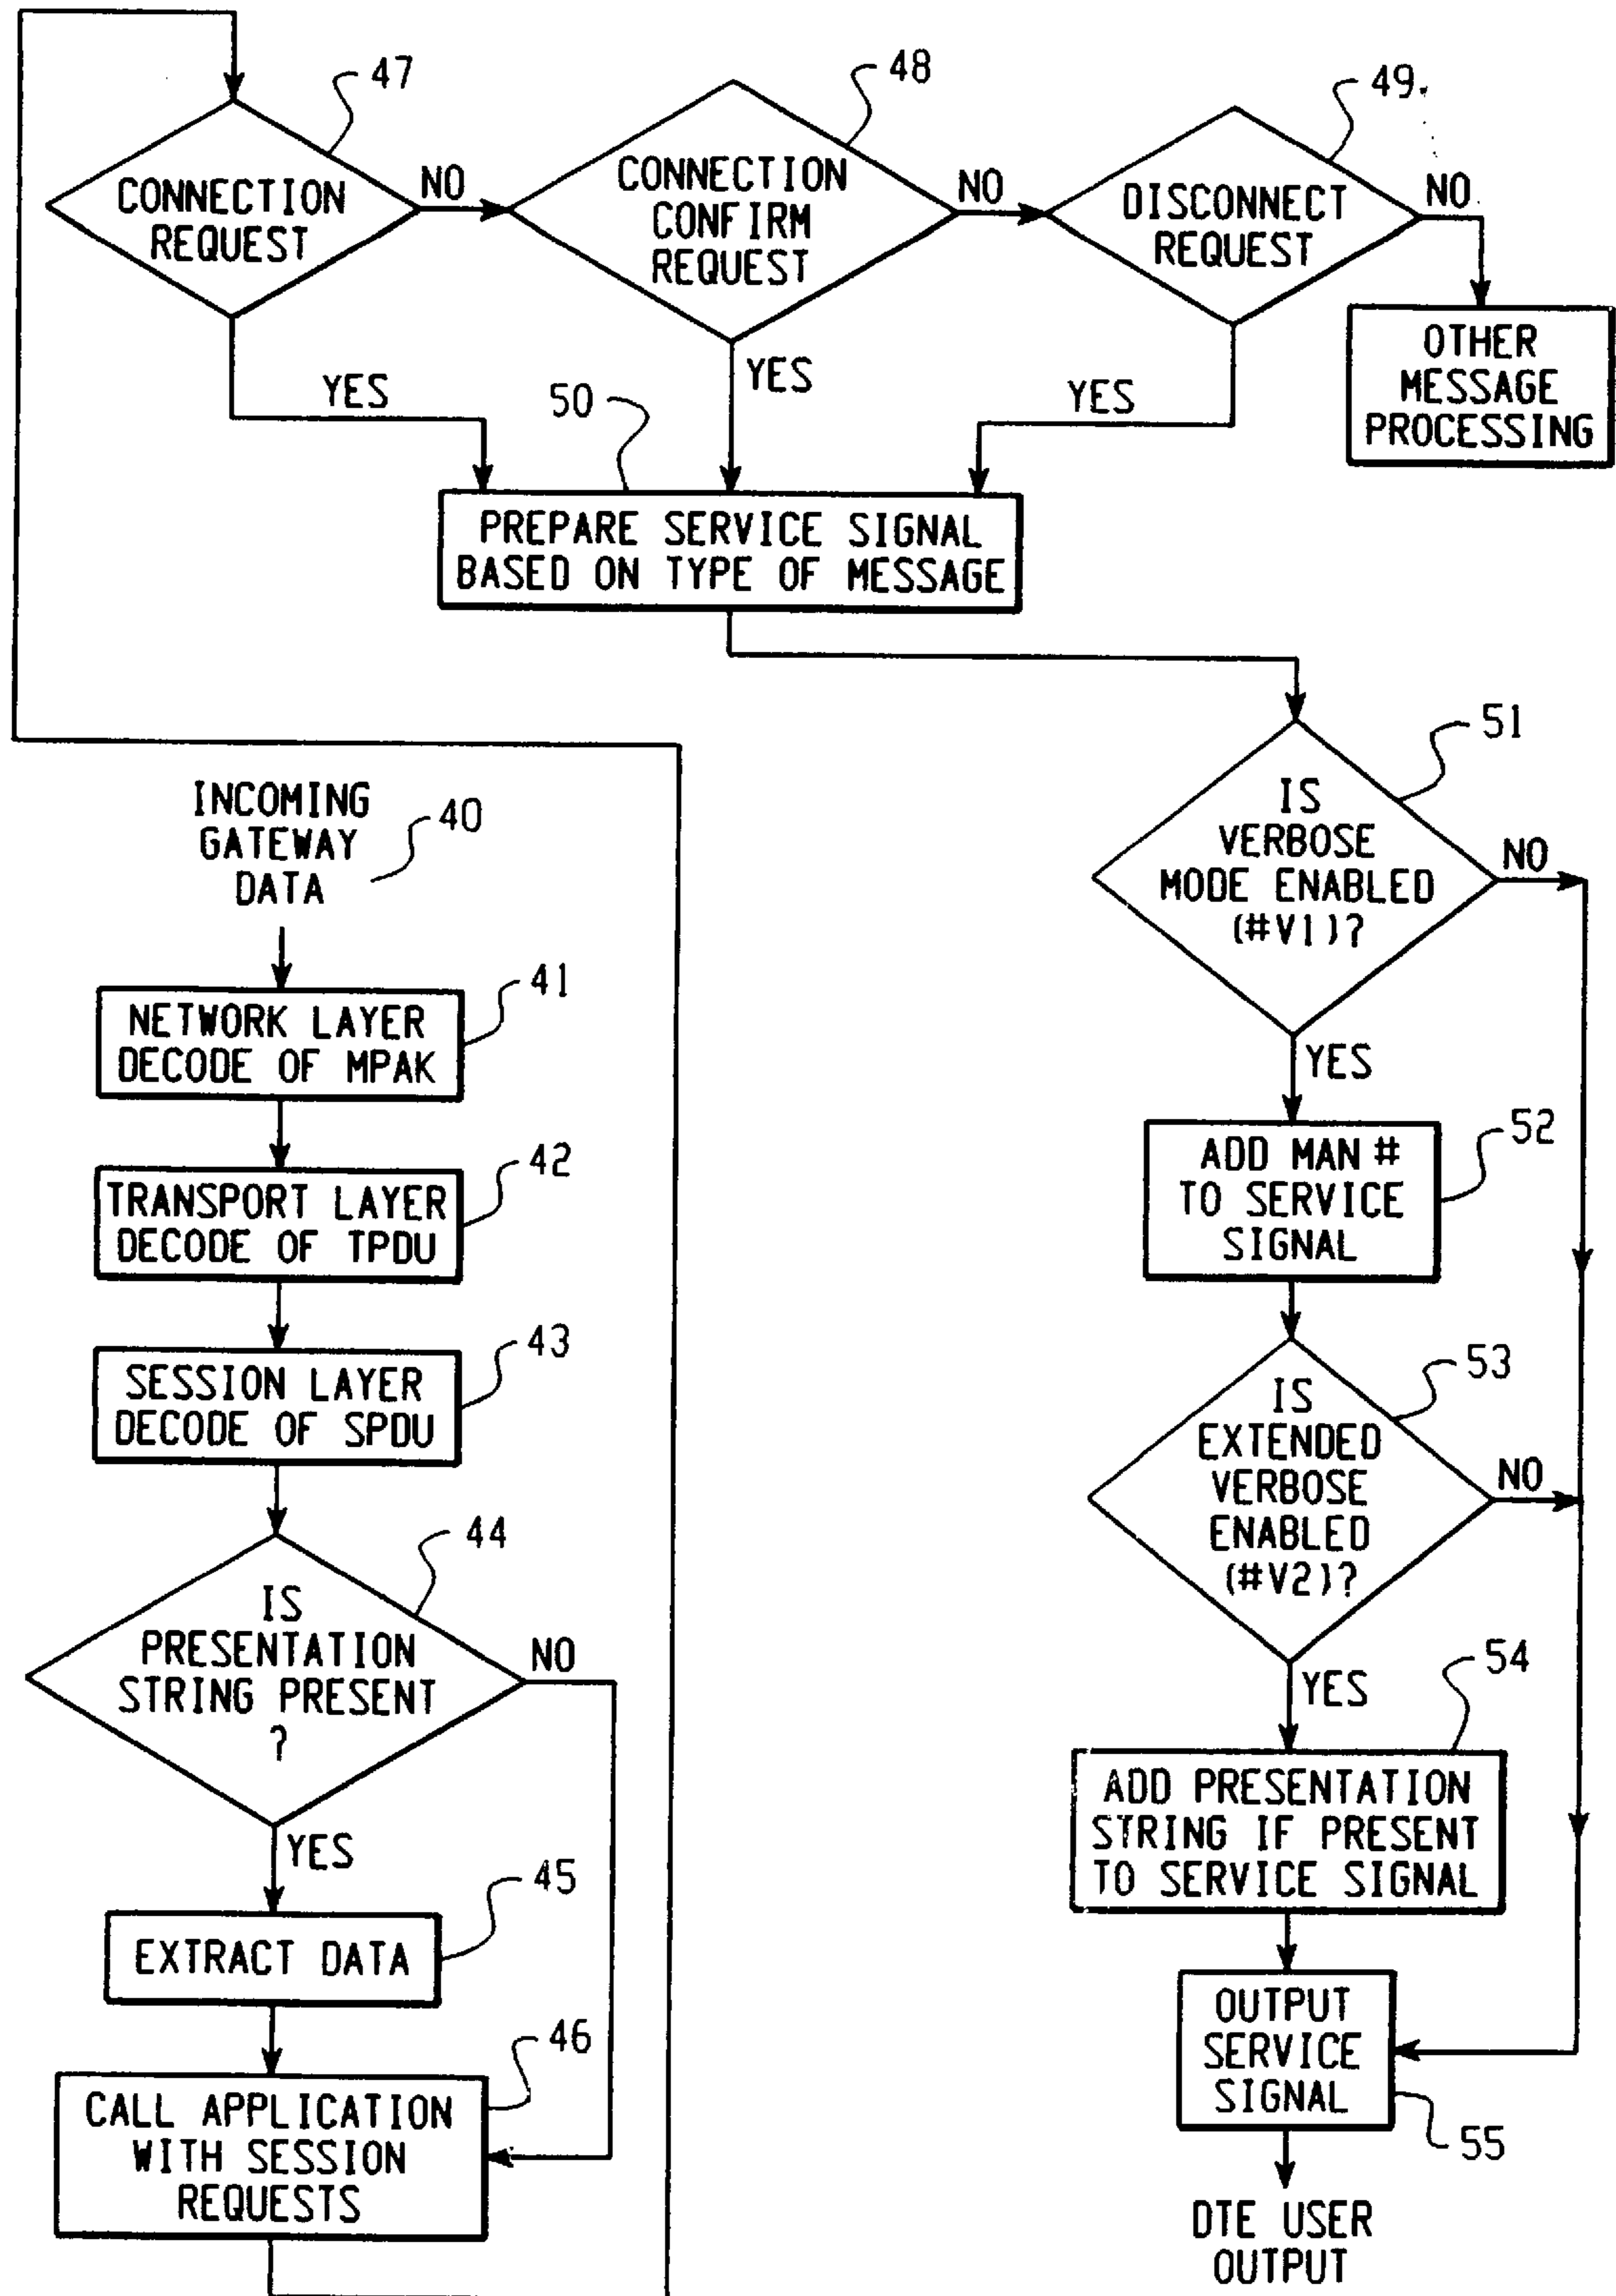 47
CONNECTION
REQUEST
NO
48
CONNECTION
CONFIRM
REQUEST
NO
49
DISCONNECT
REQUEST
NO
OTHER
MESSAGE
PROCESSING
YES
50
YES
YES
PREPARE SERVICE SIGNAL
BASED ON TYPE OF MESSAGE
INCOMING
GATEWAY
DATA
40
41
NETWORK LAYER
DECODE OF MPAK
42
TRANSPORT LAYER
DECODE OF TPDU
43
SESSION LAYER
DECODE OF SPDU
44
IS
PRESENTATION
STRING PRESENT
?
NO
YES
45
EXTRACT DATA
46
CALL APPLICATION
WITH SESSION
REQUESTS
51
IS
VERBOSE
MODE ENABLED
(#V1)?
NO
YES
52
ADD MAN #
TO SERVICE
SIGNAL
53
IS
EXTENDED
VERBOSE
ENABLED
(#V2)?
NO
YES
54
ADD PRESENTATION
STRING IF PRESENT
TO SERVICE SIGNAL
OUTPUT
SERVICE
SIGNAL
55
DTE USER
OUTPUT